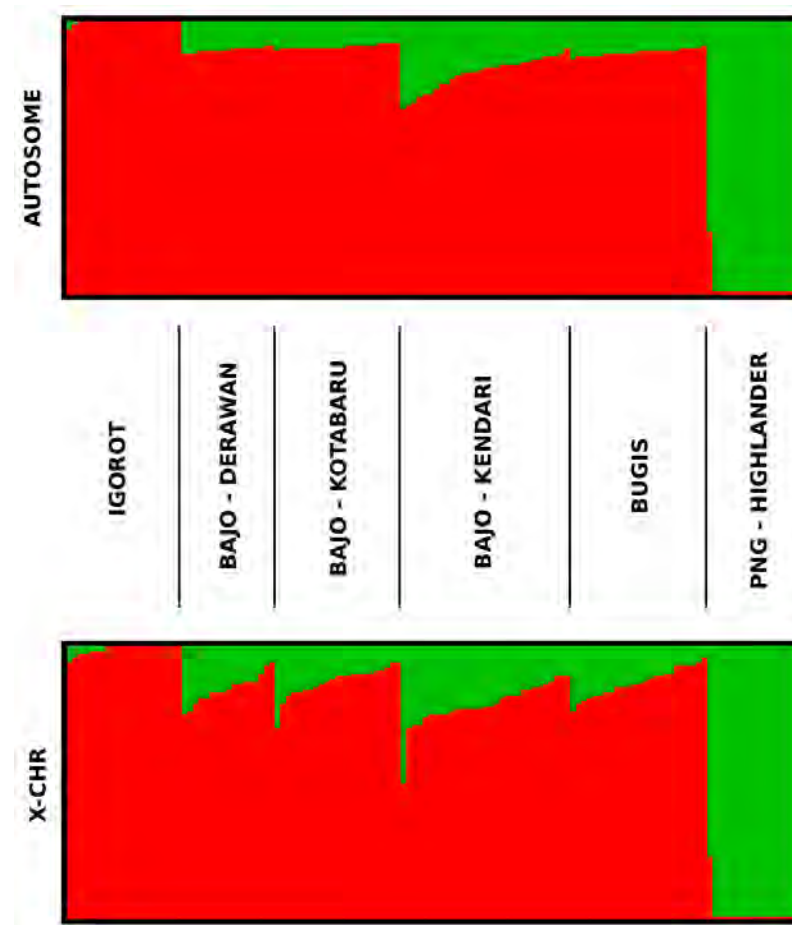 AUTOSOME
IGOROT
BAJO - DERAWAN
BAJO - KOTABARU
BAJO - KENDARI
BUGIS
PNG - HIGHLANDER
X-CHR